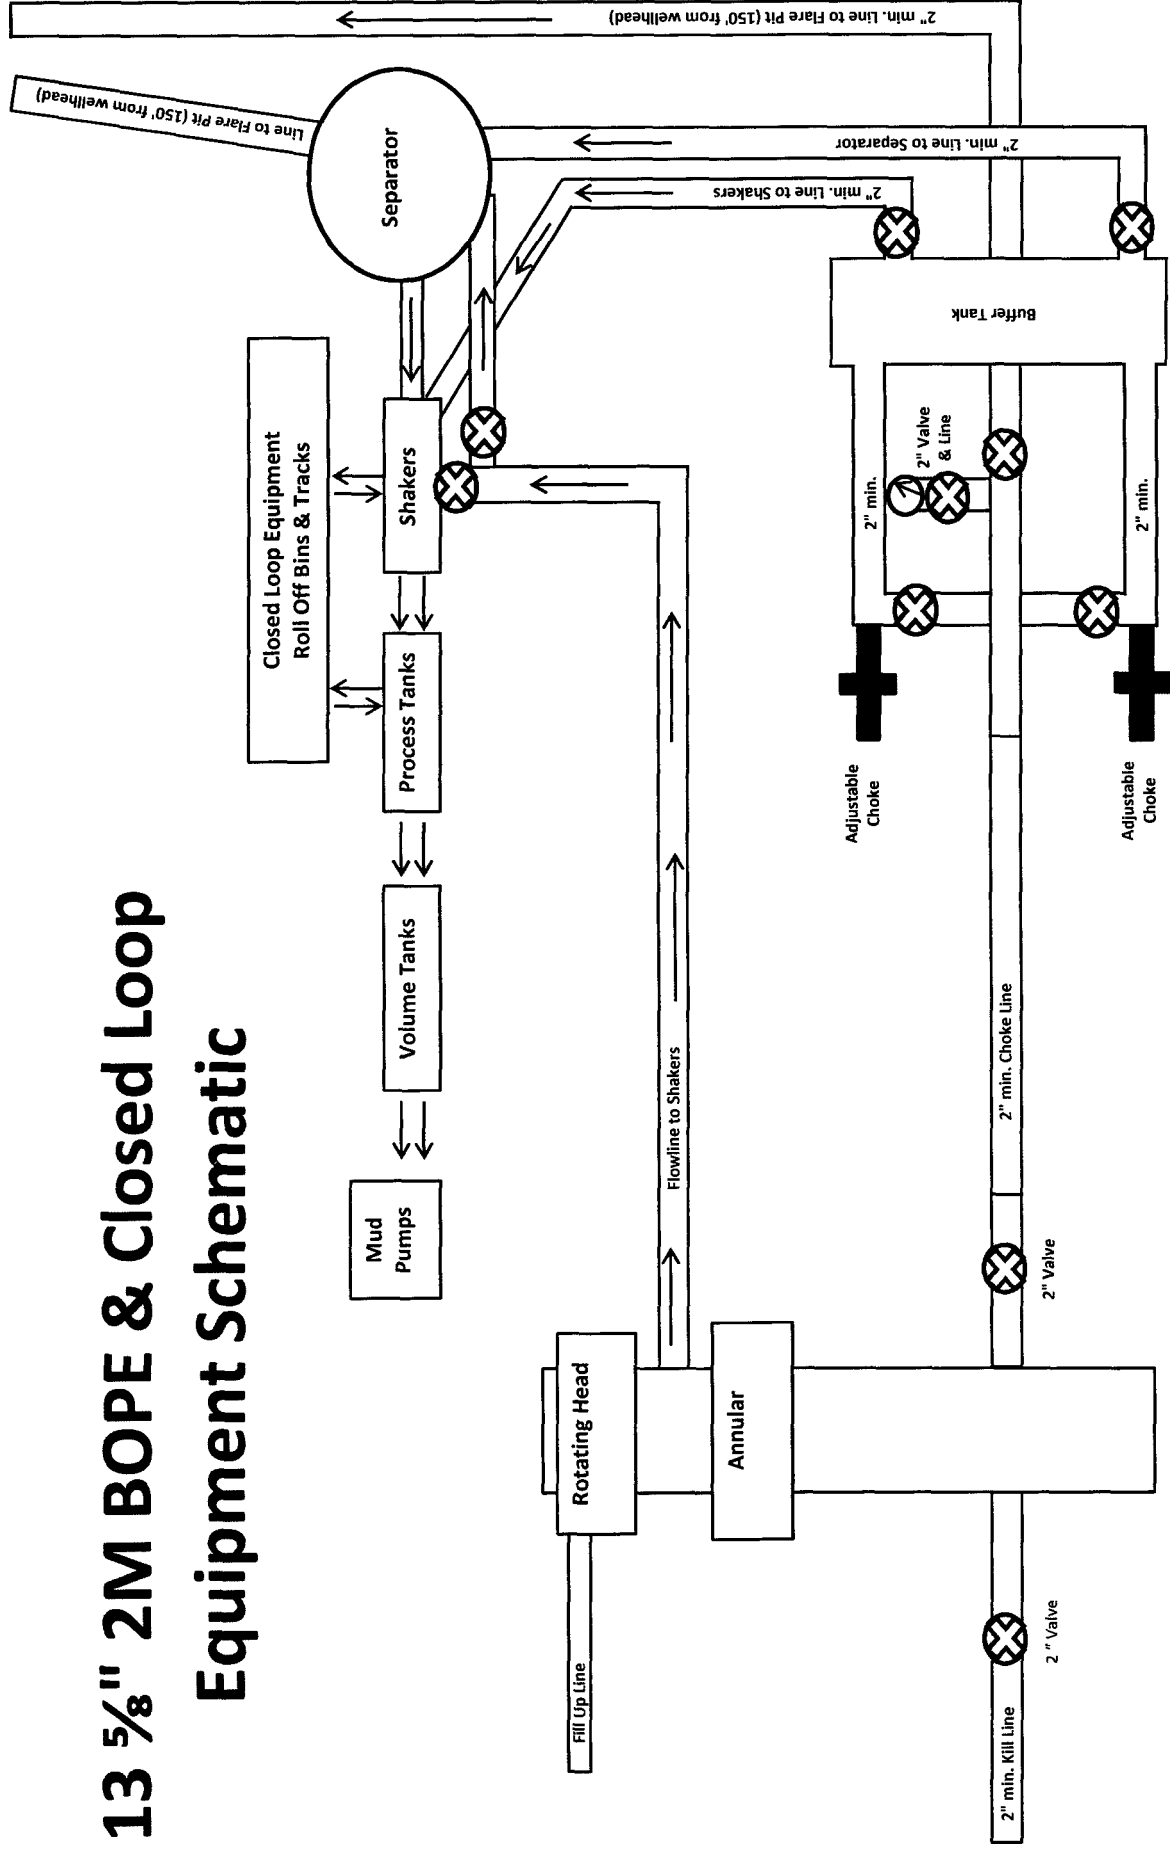 13 ⅝" 2M BOPE & Closed Loop
Equipment Schematic
Closed Loop Equipment
Roll Off Bins & Tracks
Mud
Pumps
Volume Tanks
Process Tanks
Shakers
Separator
Line to Flare Pit (150' from wellhead)
2" min. Line to Flare Pit (150' from wellhead)
Fill Up Line
Rotating Head
Flowline to Shakers
Annular
2" min. Line to Shakers
2" min. Line to Separator
Adjustable
Choke
2" min.
2" Valve
& Line
Buffer Tank
2" min. Kill Line
2 " Valve
2" Valve
2" min. Choke Line
Adjustable
Choke
2" min.